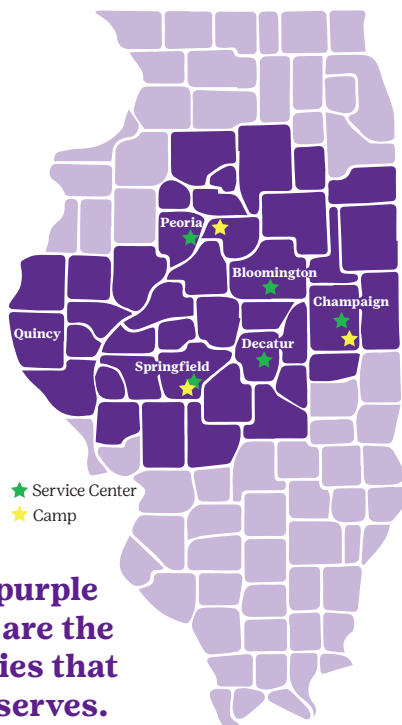 Peoria
Bloomington
Champaign
Quincy
Decatur
Springfield
Service Center
Camp
purple
are the
ies that
serves.